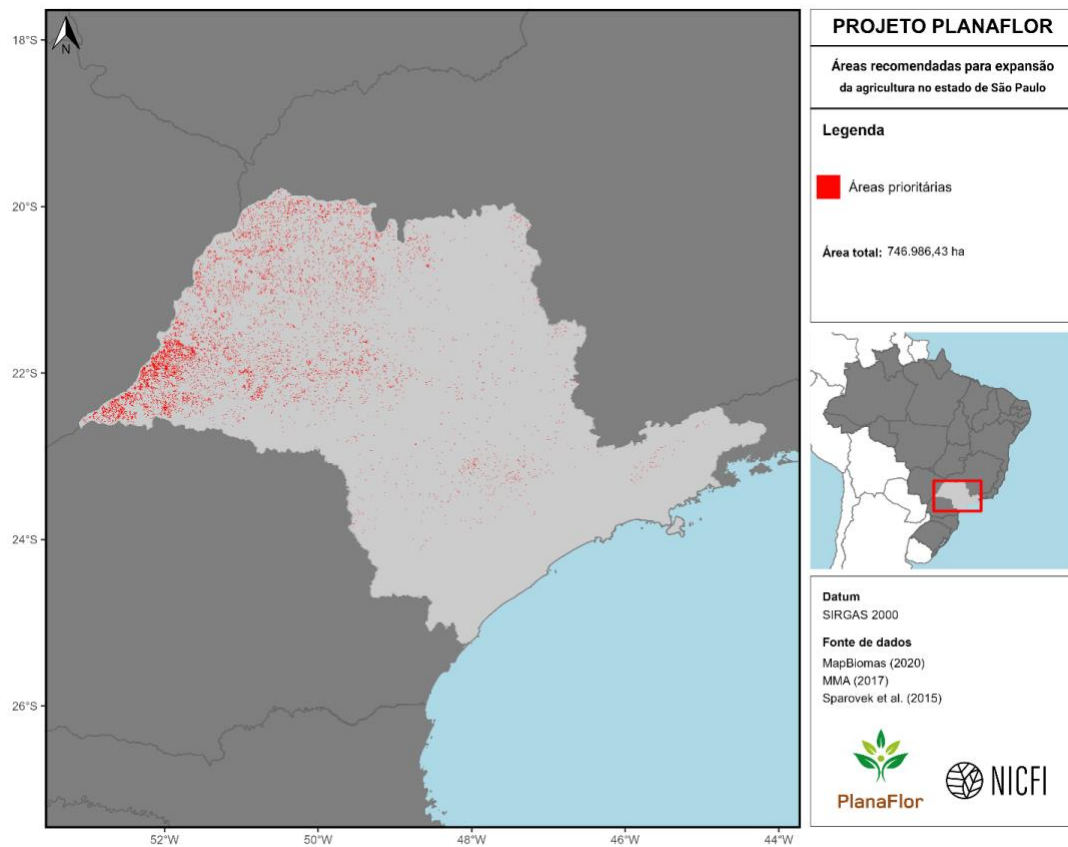 N
18°S
20°S
22°S
24°S
26°S
52°W
50°W
48°W
46°W
44°W
PROJETO PLANAFLOR
Áreas recomendadas para expansão
da agricultura no estado de São Paulo
Legenda
Áreas prioritárias
Área total: 746.986,43 ha
Datum
SIRGAS 2000
Fonte de dados
MapBiomas (2020)
MMA (2017)
Sparovek et al. (2015)
PlanaFlor
NICFI